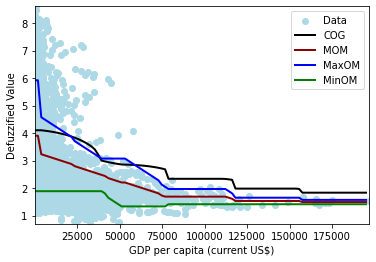 Data
COG
MOM
MaxOM
MinOM
Defuzzified Value
8
7
6
5
4
3
2
1
25000 50000 75000 100000 125000 150000 175000
GDP per capita (current US$)